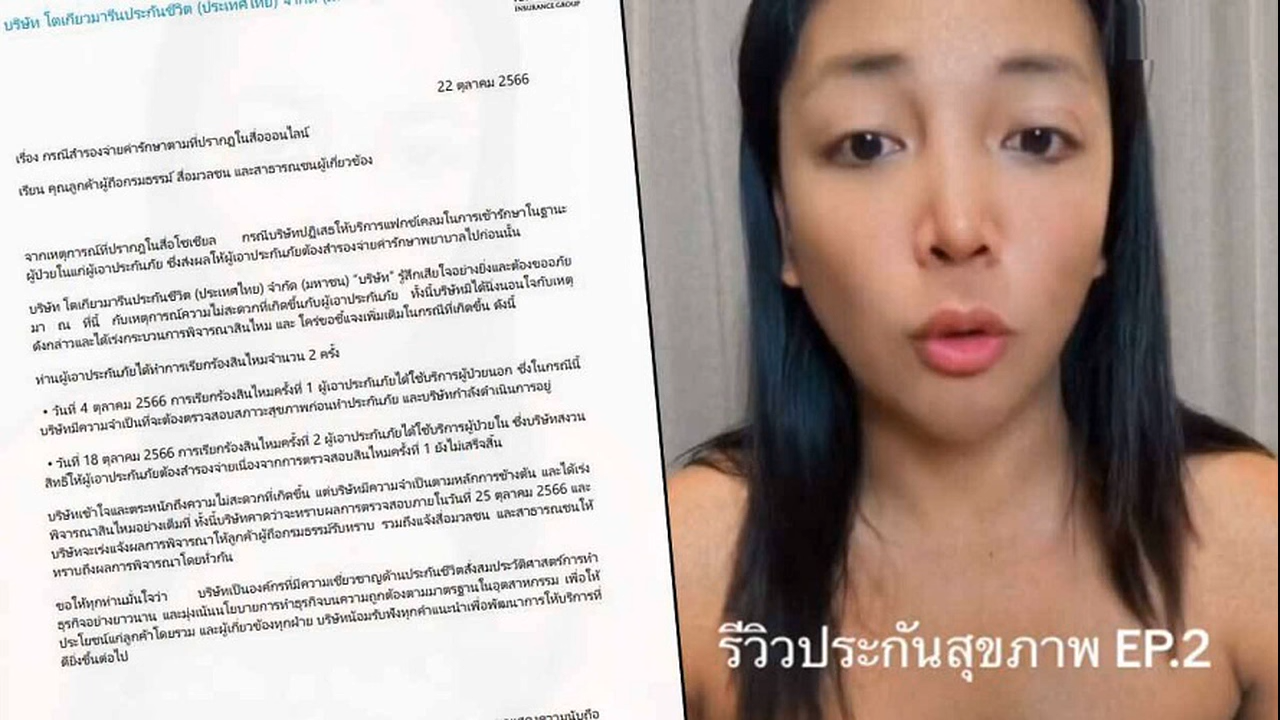 บริษัท โตเกียวมารีนประกันชีวิต (ประเทศไทย) จำกัด
INSURANCE GROUP
22 ตุลาคม 2566
เรื่อง กรณีสำรองจ่ายค่ารักษาตามที่ปรากฏในสื่อออนไลน์
เรียน คุณลูกค้าผู้ถือกรมธรรม์ สื่อมวลชน และสาธารณชนผู้เกี่ยวข้อง
จากเหตุการณ์ที่ปรากฏในสื่อโซเชียล กรณีบริษัทปฏิเสธให้บริการแฟกซ์เคลมในการเข้ารักษาในฐานะ
ผู้ป่วยในแก่ผู้เอาประกันภัย ซึ่งส่งผลให้ผู้เอาประกันภัยต้องสำรองจ่ายค่ารักษาพยาบาลไปก่อนนั้น
บริษัท โตเกียวมารีนประกันชีวิต (ประเทศไทย) จำกัด (มหาชน) "บริษัท" รู้สึกเสียใจอย่างยิ่งและต้องขออภัย
มา ณ ที่นี้ กับเหตุการณ์ความไม่สะดวกที่เกิดขึ้นกับผู้เอาประกันภัย ทั้งนี้บริษัทมิได้นิ่งนอนใจกับเหตุ
ดังกล่าวและได้เร่งกระบวนการพิจารณาสินไหม และ ใคร่ขอชี้แจงเพิ่มเติมในกรณีที่เกิดขึ้น ดังนี้
ท่านผู้เอาประกันภัยได้ทำการเรียกร้องสินไหมจำนวน 2 ครั้ง
• วันที่ 4 ตุลาคม 2566 การเรียกร้องสินไหมครั้งที่ 1 ผู้เอาประกันภัยได้ใช้บริการผู้ป่วยนอก ซึ่งในกรณีนี้
บริษัทมีความจำเป็นที่จะต้องตรวจสอบสภาวะสุขภาพก่อนทำประกันภัย และบริษัทกำลังดำเนินการอยู่
• วันที่ 18 ตุลาคม 2566 การเรียกร้องสินไหมครั้งที่ 2 ผู้เอาประกันภัยได้ใช้บริการผู้ป่วยใน ซึ่งบริษัทสงวน
สิทธิให้ผู้เอาประกันภัยต้องสำรองจ่ายเนื่องจากการตรวจสอบสินไหมครั้งที่ 1 ยังไม่เสร็จสิ้น
บริษัทเข้าใจและตระหนักถึงความไม่สะดวกที่เกิดขึ้น แต่บริษัทมีความจำเป็นตามหลักการข้างต้น และได้เร่ง
พิจารณาสินไหมอย่างเต็มที่ ทั้งนี้บริษัทคาดว่าจะทราบผลการตรวจสอบภายในวันที่ 25 ตุลาคม 2566 และ
บริษัทจะเร่งแจ้งผลการพิจารณาให้ลูกค้าผู้ถือกรมธรรม์รับทราบ รวมถึงแจ้งสื่อมวลชน และสาธารณชนให้
ทราบถึงผลการพิจารณาโดยทั่วกัน
ขอให้ทุกท่านมั่นใจว่า บริษัทเป็นองค์กรที่มีความเชี่ยวชาญด้านประกันชีวิตสั่งสมประวัติศาสตร์การทำ
ธุรกิจอย่างยาวนาน และมุ่งเน้นนโยบายการทำธุรกิจบนความถูกต้องตามมาตรฐานในอุตสาหกรรม เพื่อให้
ประโยชน์แก่ลูกค้าโดยรวม และผู้เกี่ยวข้องทุกฝ่าย บริษัทน้อมรับฟังทุกคำแนะนำเพื่อพัฒนาการให้บริการที่
ดียิ่งขึ้นต่อไป
ความนับถือ
รีวิวประกันสุขภาพ EP.2